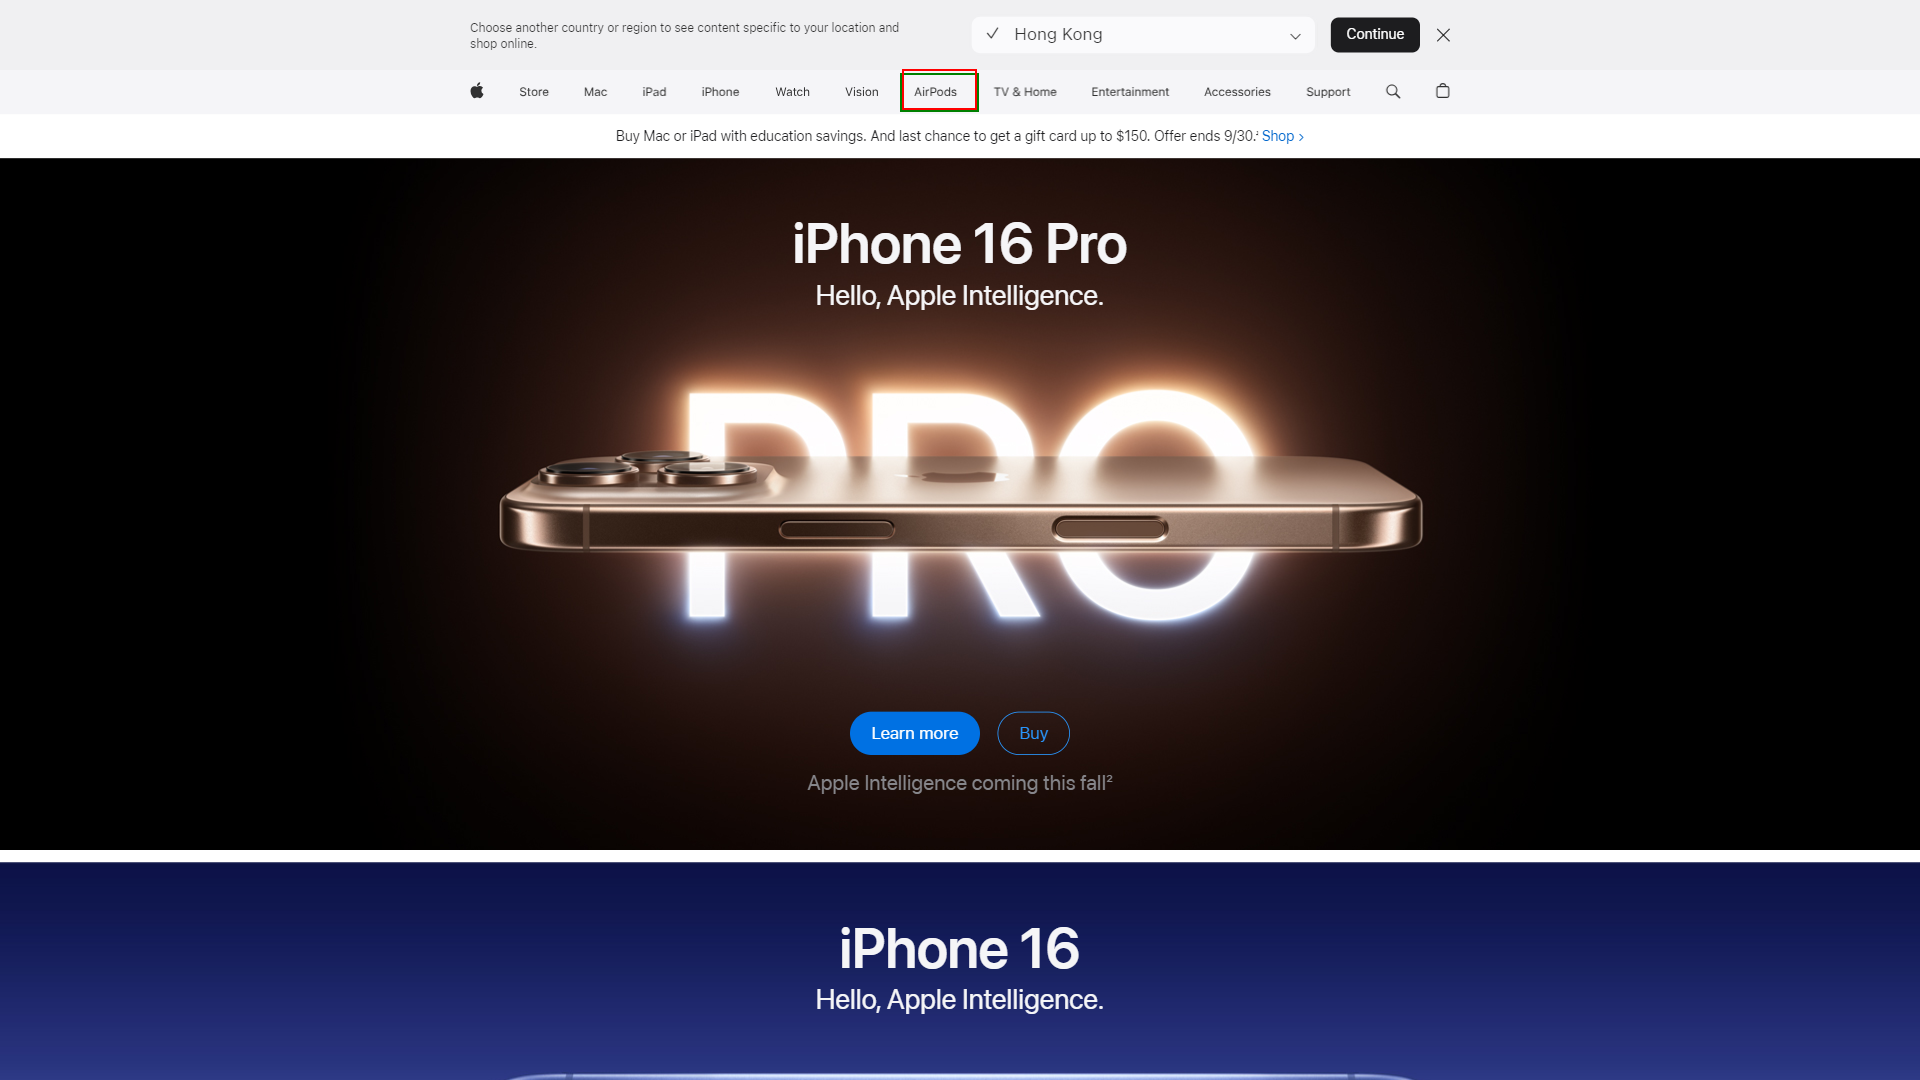 Choose another country or region to see content specific to your location and
shop online.
Hong Kong
Continue
Store Mac iPad iPhone Watch Vision AirPods TV & Home Entertainment Accessories Support
Buy Mac or iPad with education savings. And last chance to get a gift card up to $150. Offer ends 9/30.¹ Shop >
iPhone 16 Pro
Hello, Apple Intelligence.
PRO
Learn more Buy
Apple Intelligence coming this fall²
iPhone 16
Hello, Apple Intelligence.